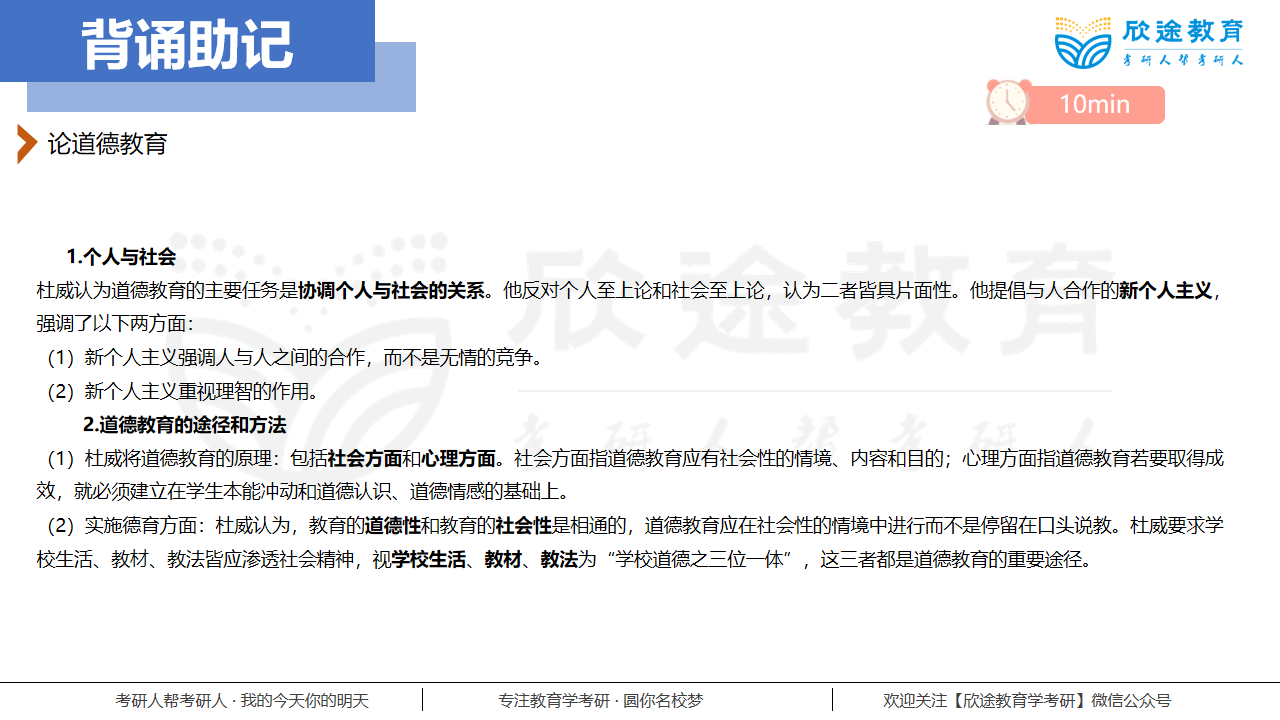 背诵助记
欣途教育
考研人帮考研人
10min
论道德教育
1.个人与社会
杜威认为道德教育的主要任务是协调个人与社会的关系。他反对个人至上论和社会至上论，认为二者皆具片面性。他提倡与人合作的新个人主义，
强调了以下两方面：
（1）新个人主义强调人与人之间的合作，而不是无情的竞争。
（2）新个人主义重视理智的作用。
2.道德教育的途径和方法
（1）杜威将道德教育的原理：包括社会方面和心理方面。社会方面指道德教育应有社会性的情境、内容和目的；心理方面指道德教育若要取得成
效，就必须建立在学生本能冲动和道德认识、道德情感的基础上。
（2）实施德育方面：杜威认为，教育的道德性和教育的社会性是相通的，道德教育应在社会性的情境中进行而不是停留在口头说教。杜威要求学
校生活、教材、教法皆应渗透社会精神，视学校生活、教材、教法为“学校道德之三位一体”，这三者都是道德教育的重要途径。
欣途教育
考研人帮考研人
考研人帮考研人 · 我的今天你的明天
专注教育学考研 · 圆你名校梦
欢迎关注【欣途教育学考研】微信公众号